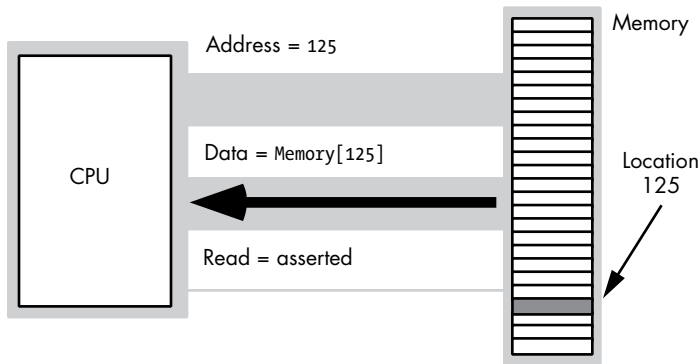 Address = 125
Memory
Data = Memory[125]
Location
125
CPU
Read = asserted